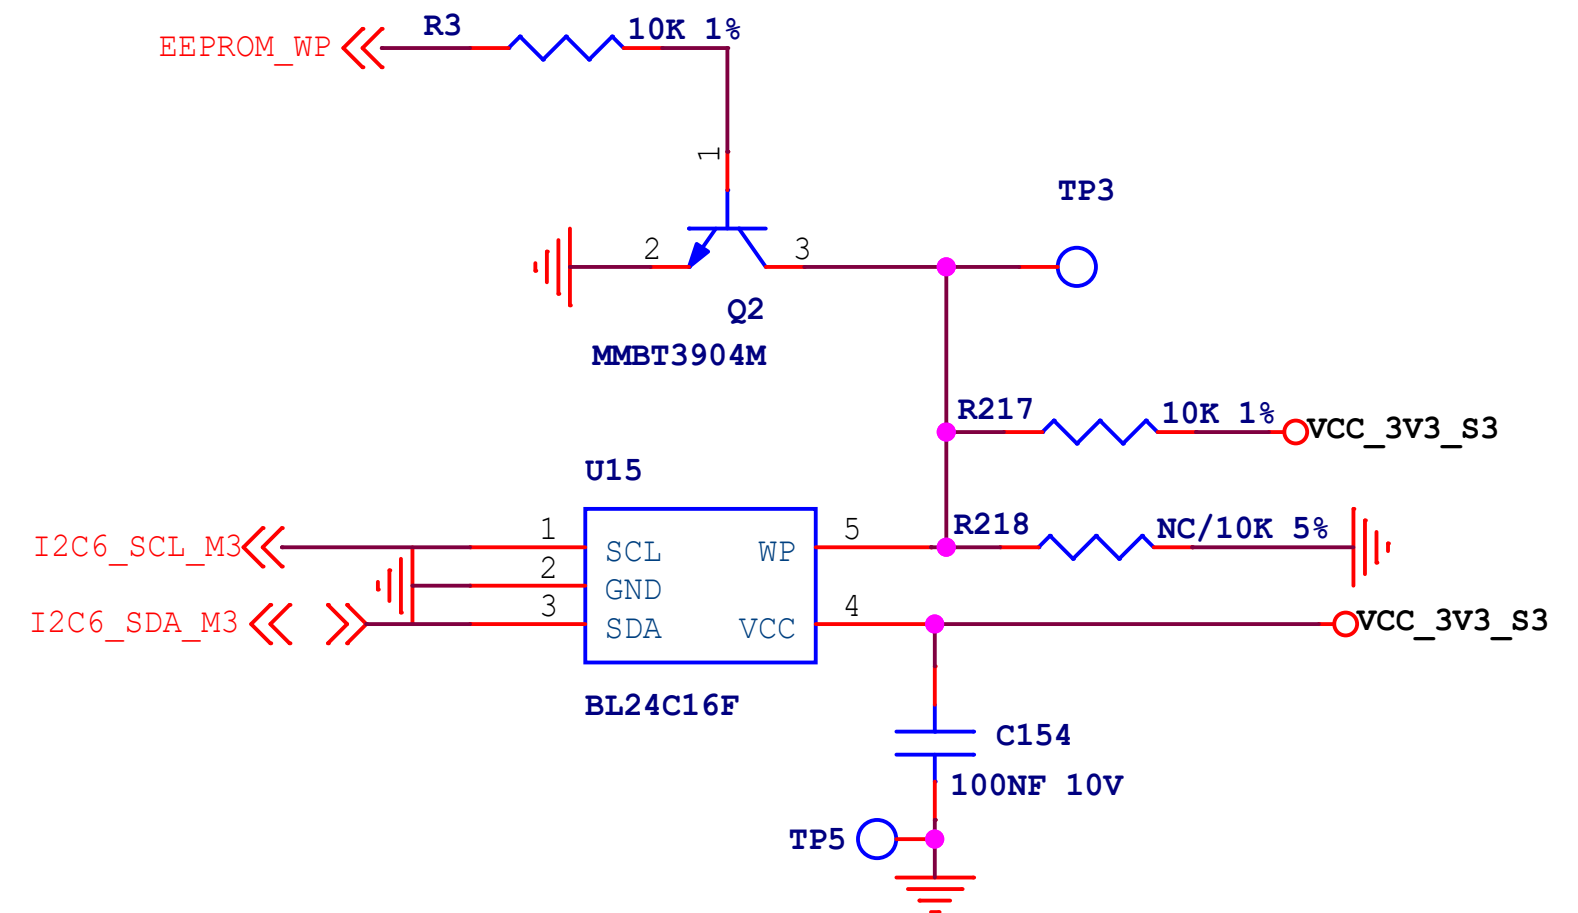 R3 10K 1%
EEPROM_WP
1
TP3
2 3
Q2
MMBT3904M
R217 10K 1%
VCC_3V3_S3
U15
1 5 R218 NC/10K 5%
I2C6_SCL_M3 SCL WP
2 GND
3 4
I2C6_SDA_M3 SDA VCC VCC_3V3_S3
BL24C16F
C154
100NF 10V
TP5